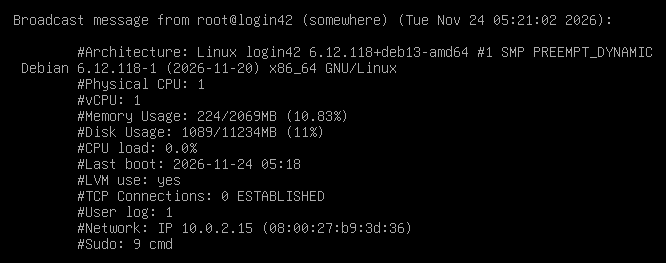 Broadcast message from root@login42 (somewhere) (Tue Nov 24 05:21:02 2026):
#Architecture: Linux login42 6.12.118+deb13-amd64 #1 SMP PREEMPT_DYNAMIC
Debian 6.12.118-1 (2026-11-20) x86_64 GNU/Linux
#Physical CPU: 1
#vCPU: 1
#Memory Usage: 224/2069MB (10.83%)
#Disk Usage: 1089/11234MB (11%)
#CPU load: 0.0%
#Last boot: 2026-11-24 05:18
#LVM use: yes
#TCP Connections: 0 ESTABLISHED
#User log: 1
#Network: IP 10.0.2.15 (08:00:27:b9:3d:36)
#Sudo: 9 cmd